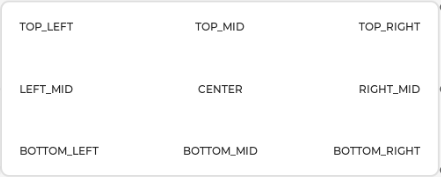 TOP_LEFT TOP_MID TOP_RIGHT
LEFT_MID CENTER RIGHT_MID
BOTTOM_LEFT BOTTOM_MID BOTTOM_RIGHT